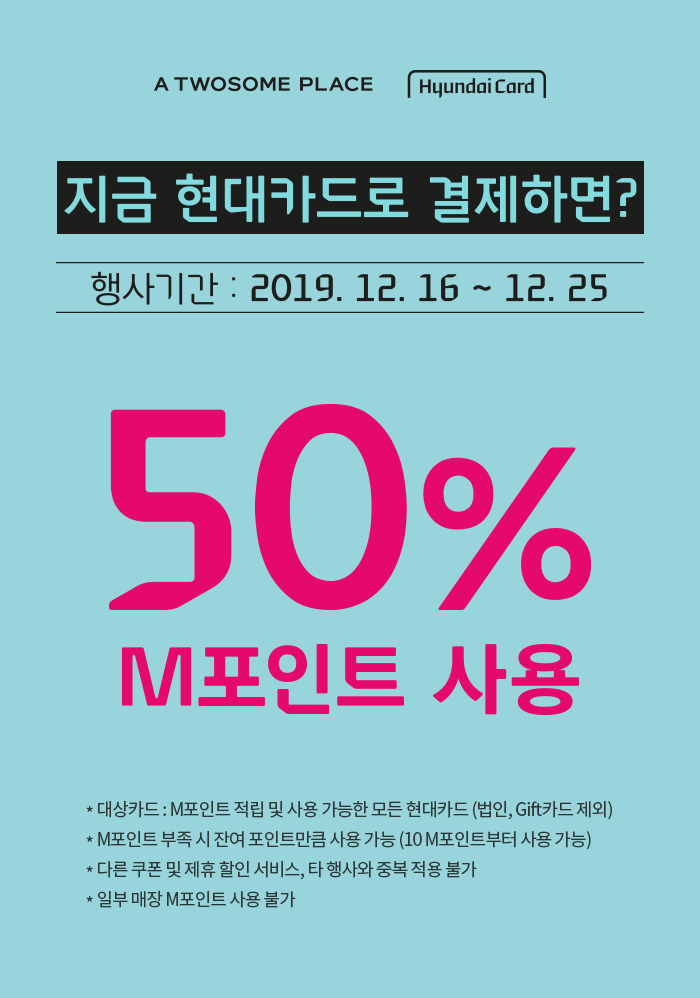 A TWOSOME PLACE Hyundai Card
지금 현대카드로 결제하면?
행사기간 : 2019. 12. 16 ~ 12. 25
50%
M포인트 사용
* 대상카드 : M포인트 적립 및 사용 가능한 모든 현대카드 (법인, Gift카드 제외)
* M포인트 부족 시 잔여 포인트만큼 사용 가능 (10 M포인트부터 사용 가능)
* 다른 쿠폰 및 제휴 할인 서비스, 타 행사와 중복 적용 불가
* 일부 매장 M포인트 사용 불가